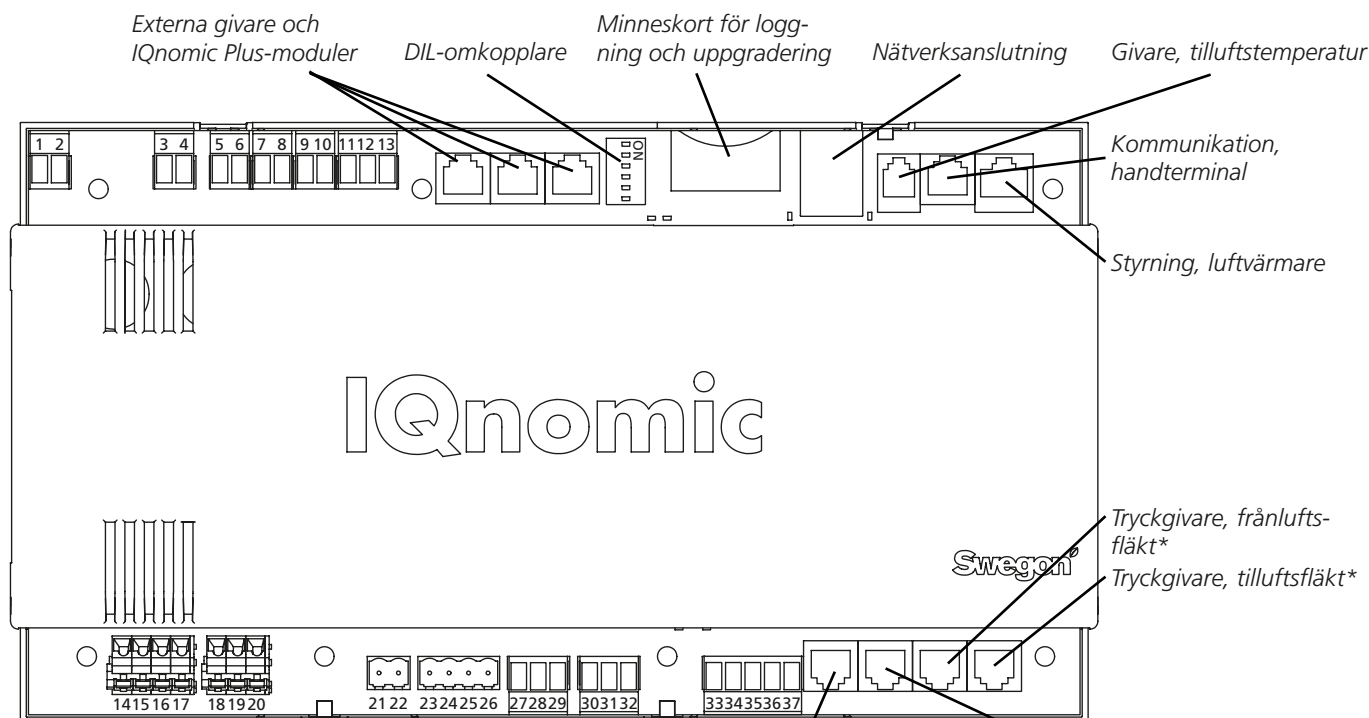 Externa givare och
IQnomic Plus-moduler
DIL-omkopplare
Minneskort för logg-
ning och uppgradering
Nätverksanslutning
Givare, tilluftstemperatur
Kommunikation,
handterminal
Styrning, luftvärmare
1 2
3 4
5 6
7 8
9 10
11 12 13
ON
IQnomic
Swegon
Tryckgivare, frånlufts-
fläkt*
Tryckgivare, tilluftsfläkt*
14 15 16 17
18 19 20
21 22
23 24 25 26
27 28 29
30 31 32
33 34 35 36 37